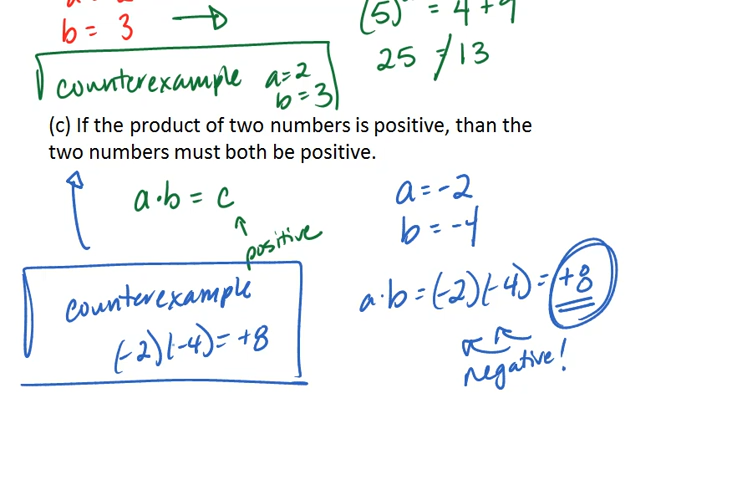 b = 3
(5)² = 4 + 9
25 ≠ 13
counterexample a=2
b=3
(c) If the product of two numbers is positive, than the
two numbers must both be positive.
a·b = c
positive
a = -2
b = -4
a·b = (-2)(-4) = +8
negative!
counterexample
(-2)(-4) = +8